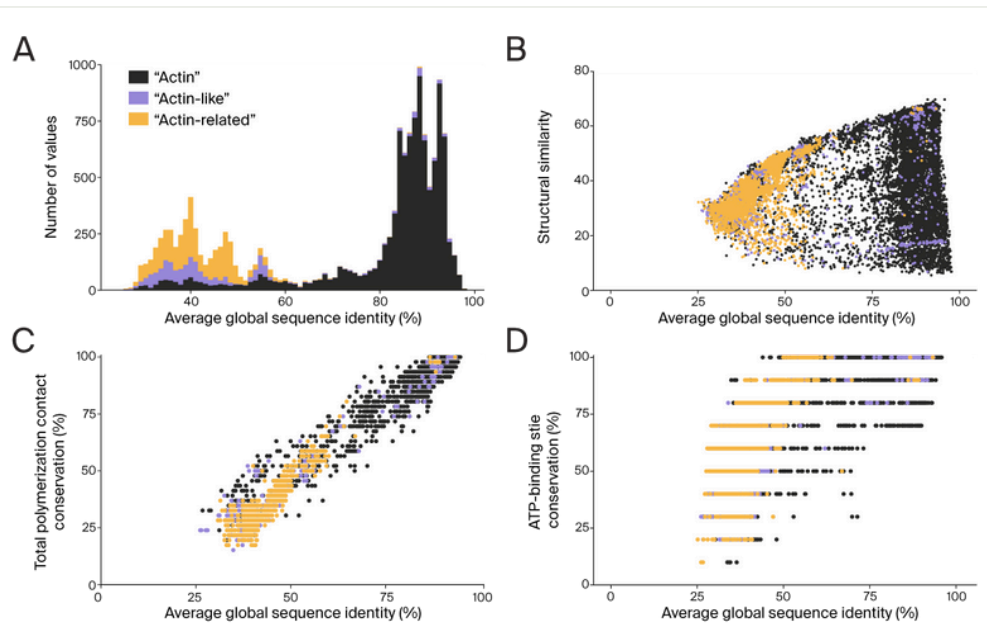 A
1000
750
500
250
0
Number of values
"Actin"
"Actin-like"
"Actin-related"
40
60
80
100
Average global sequence identity (%)
B
80
60
40
20
0
Structural similarity
0
25
50
75
100
Average global sequence identity (%)
C
100
75
50
25
0
Total polymerization contact
conservation (%)
0
25
50
75
100
Average global sequence identity (%)
D
100
75
50
25
0
ATP-binding stie
conservation (%)
0
25
50
75
100
Average global sequence identity (%)